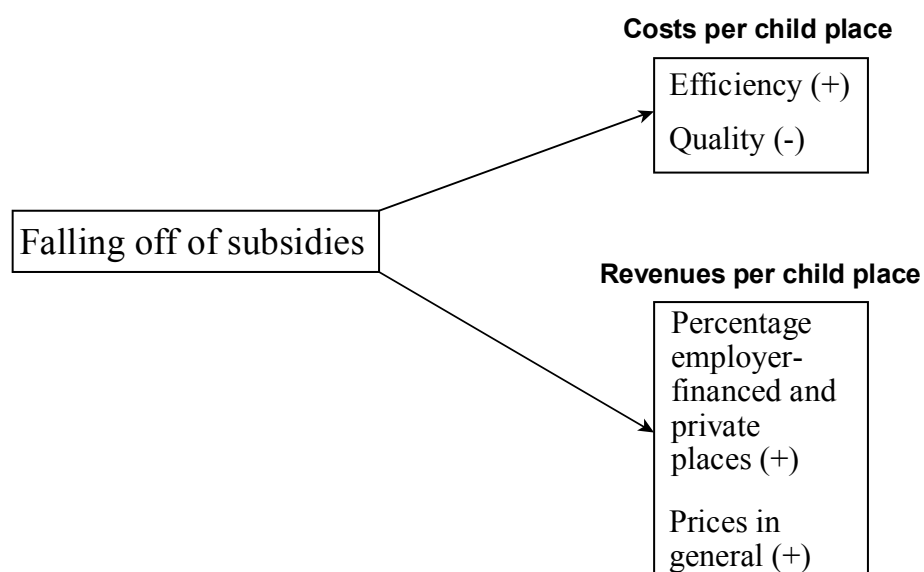 Costs per child place
Efficiency (+)
Quality (-)
Falling off of subsidies
Revenues per child place
Percentage
employer-
financed and
private
places (+)
Prices in
general (+)